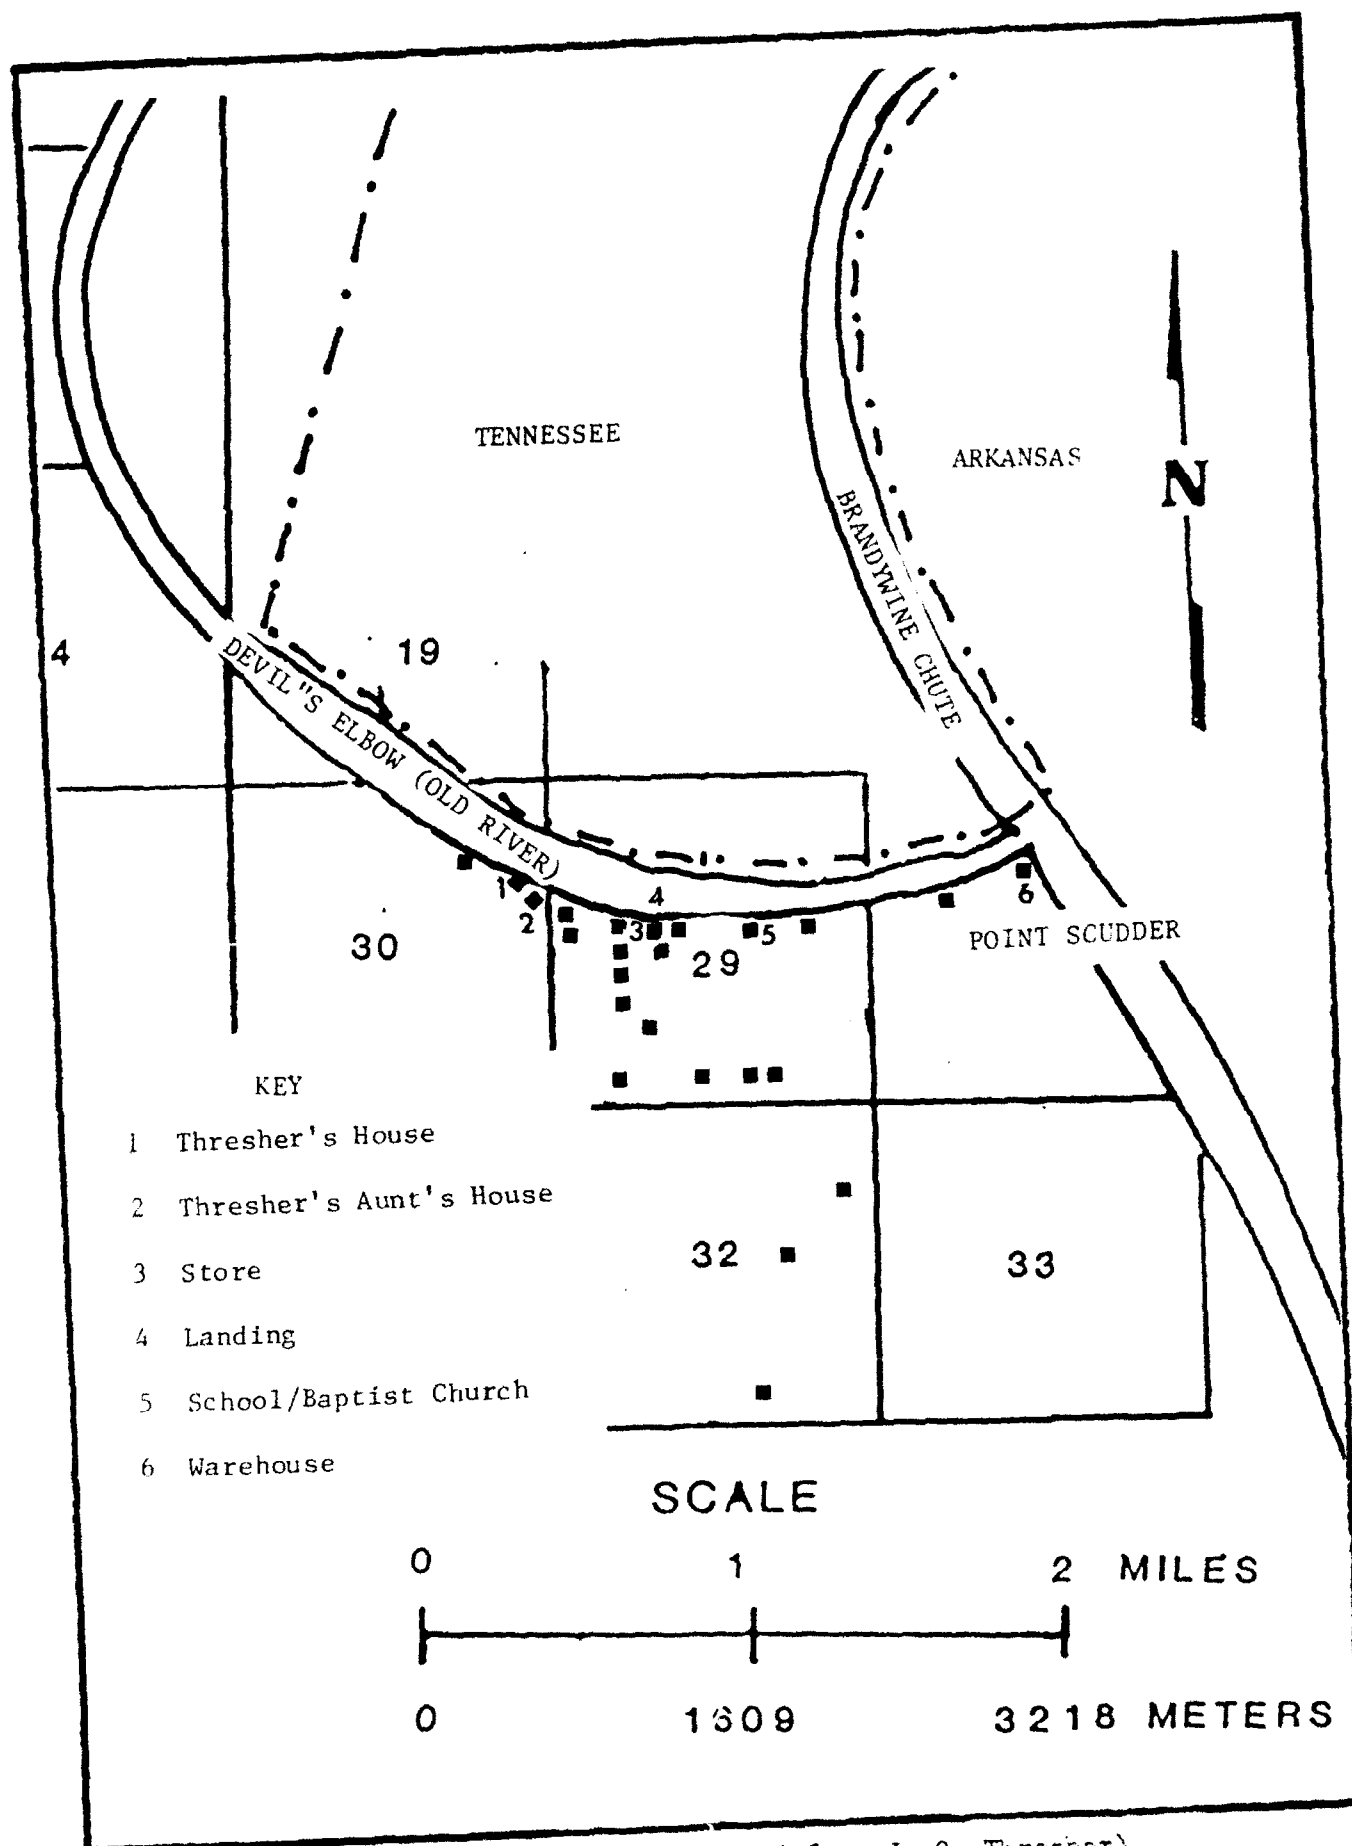 TENNESSEE
ARKANSAS
N
BRANDYWINE CHUTE
4
19
DEVIL"S ELBOW (OLD RIVER)
1
2
3
4
5
6
30
29
POINT SCUDDER
KEY
1 Thresher's House
2 Thresher's Aunt's House
3 Store
4 Landing
5 School/Baptist Church
6 Warehouse
32
33
SCALE
0 1 2 MILES
0 1609 3218 METERS
Thresher)